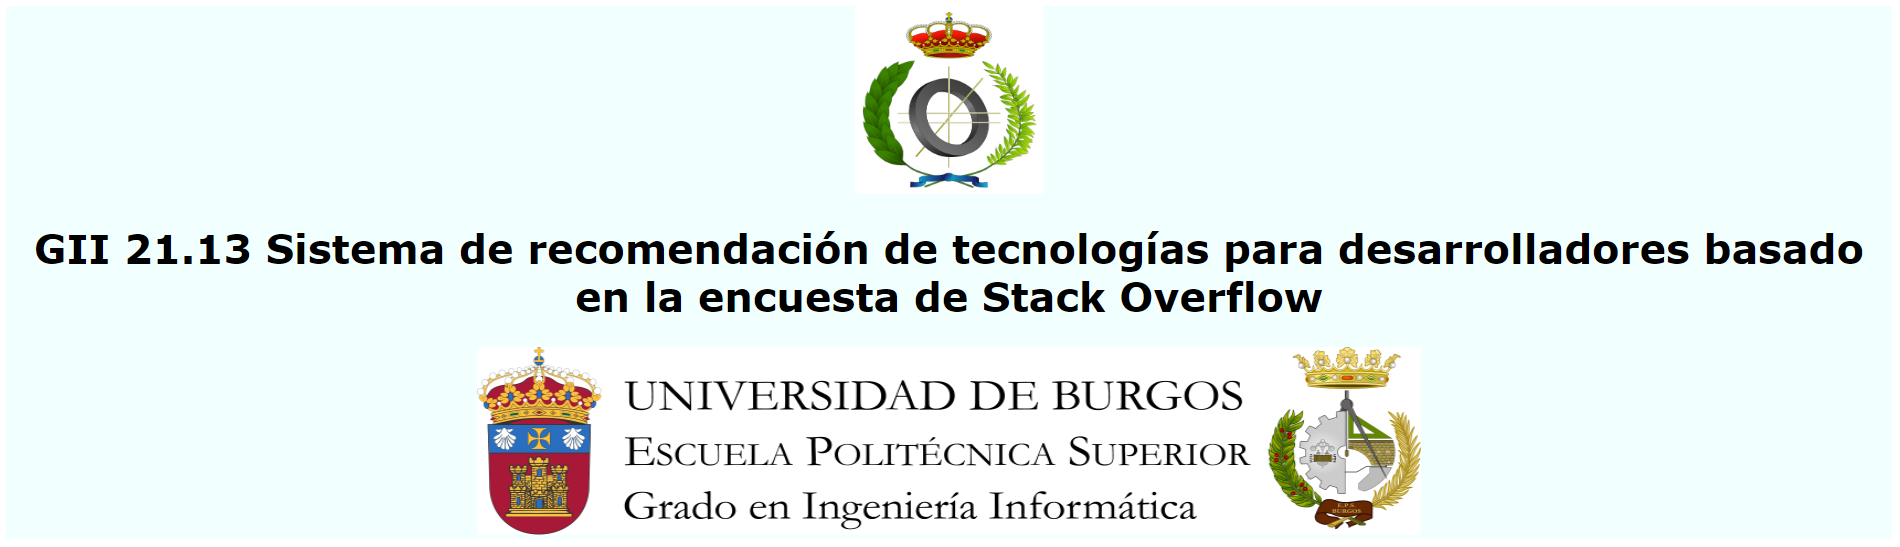 GII 21.13 Sistema de recomendación de tecnologías para desarrolladores basado
en la encuesta de Stack Overflow
UNIVERSIDAD DE BURGOS
ESCUELA POLITÉCNICA SUPERIOR
Grado en Ingeniería Informática
E.P.S.
BURGOS